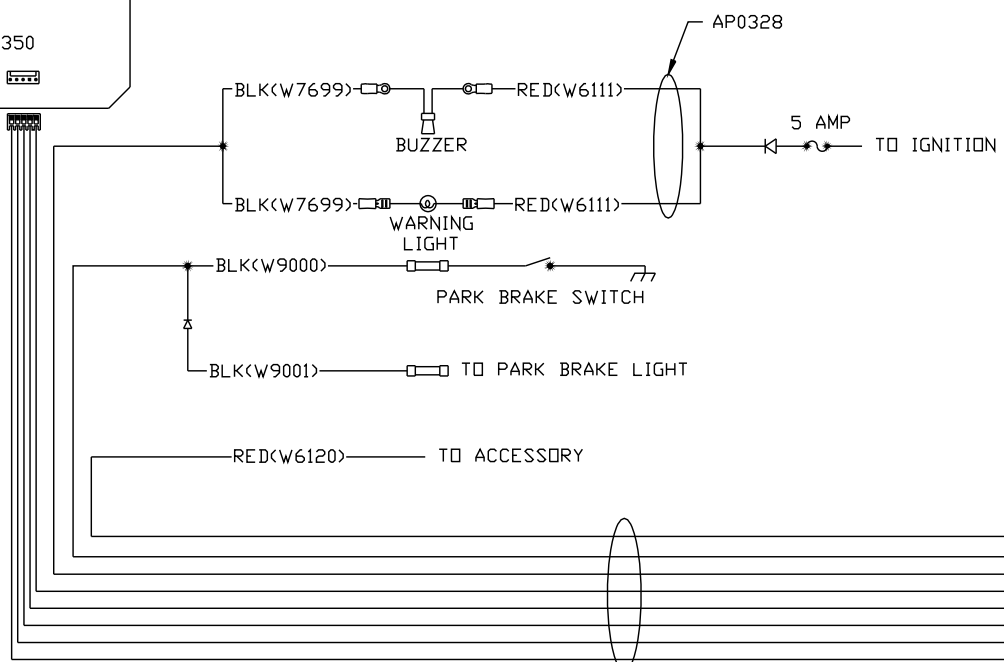 AP0328
350
BLK(W7699)
RED(W6111)
BUZZER
5 AMP
TO IGNITION
BLK(W7699)
RED(W6111)
WARNING
LIGHT
BLK(W9000)
PARK BRAKE SWITCH
BLK(W9001)
TO PARK BRAKE LIGHT
RED(W6120)
TO ACCESSORY